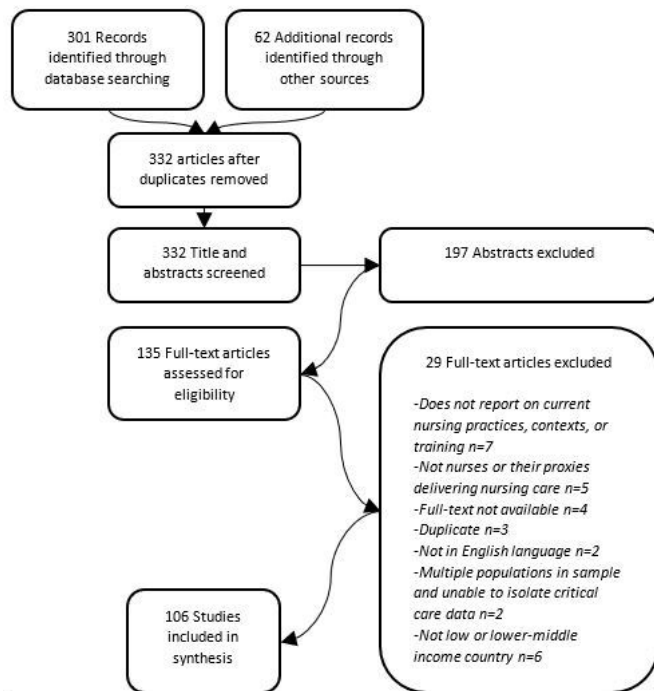 301 Records
identified through
database searching
62 Additional records
identified through
other sources
332 articles after
duplicates removed
332 Title and
abstracts screened
197 Abstracts excluded
135 Full-text articles
assessed for
eligibility
29 Full-text articles excluded
-Does not report on current
nursing practices, contexts, or
training n=7
-Not nurses or their proxies
delivering nursing care n=5
-Full-text not available n=4
-Duplicate n=3
-Not in English language n=2
-Multiple populations in sample
and unable to isolate critical
care data n=2
-Not low or lower-middle
income country n=6
106 Studies
included in
synthesis